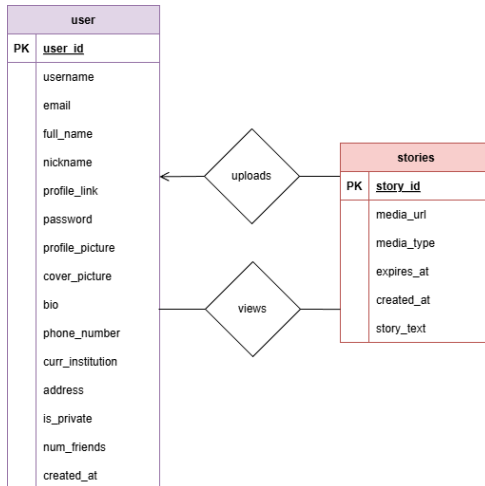 user
PK user_id
username
email
full_name
nickname
profile_link
password
profile_picture
cover_picture
bio
phone_number
curr_institution
address
is_private
num_friends
created_at
uploads
views
stories
PK story_id
media_url
media_type
expires_at
created_at
story_text